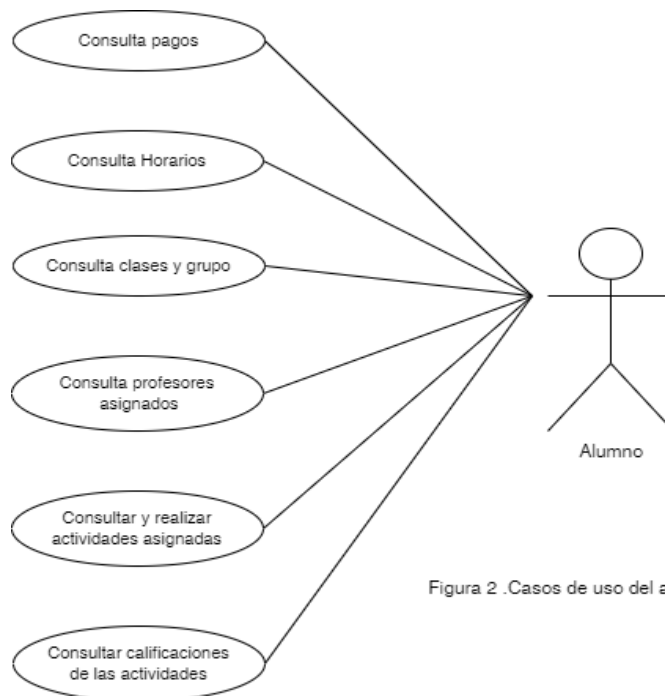 Consulta pagos
Consulta Horarios
Consulta clases y grupo
Consulta profesores
asignados
Alumno
Consultar y realizar
actividades asignadas
Figura 2 .Casos de uso del a
Consultar calificaciones
de las actividades